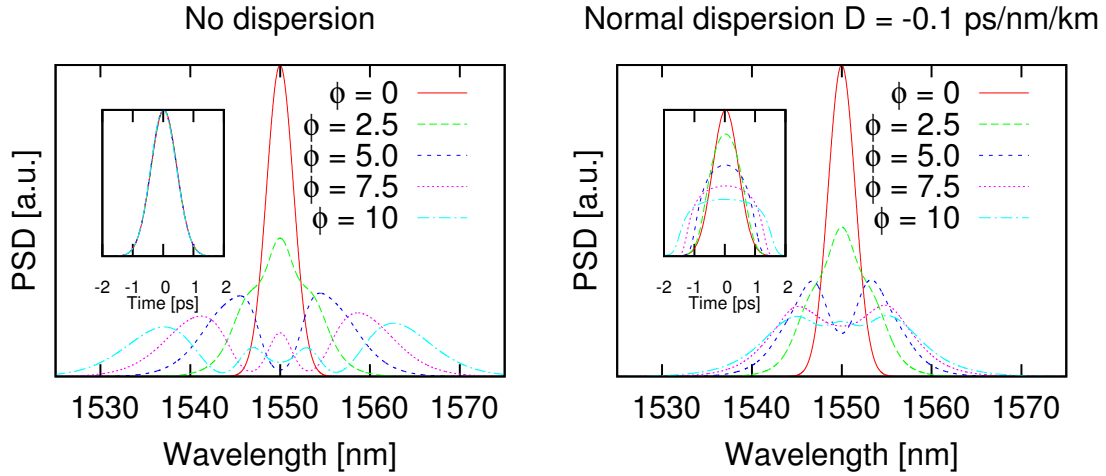 No dispersion
PSD [a.u.]
ϕ = 0
ϕ = 2.5
ϕ = 5.0
ϕ = 7.5
ϕ = 10
-2 -1 0 1 2
Time [ps]
1530 1540 1550 1560 1570
Wavelength [nm]
Normal dispersion D = -0.1 ps/nm/km
PSD [a.u.]
ϕ = 0
ϕ = 2.5
ϕ = 5.0
ϕ = 7.5
ϕ = 10
-2 -1 0 1 2
Time [ps]
1530 1540 1550 1560 1570
Wavelength [nm]